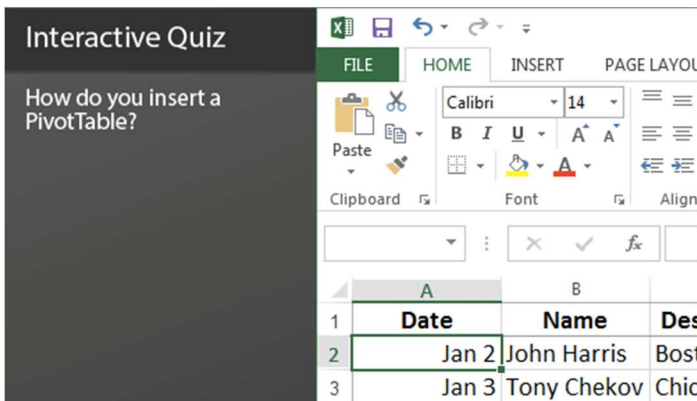 Interactive Quiz
How do you insert a
PivotTable?
FILE HOME INSERT PAGE LAYOU
Calibri 14
B I U A A
Paste A
Clipboard Font Align
fx
A B
1 Date Name Des
2 Jan 2 John Harris Bost
3 Jan 3 Tony Chekov Chic